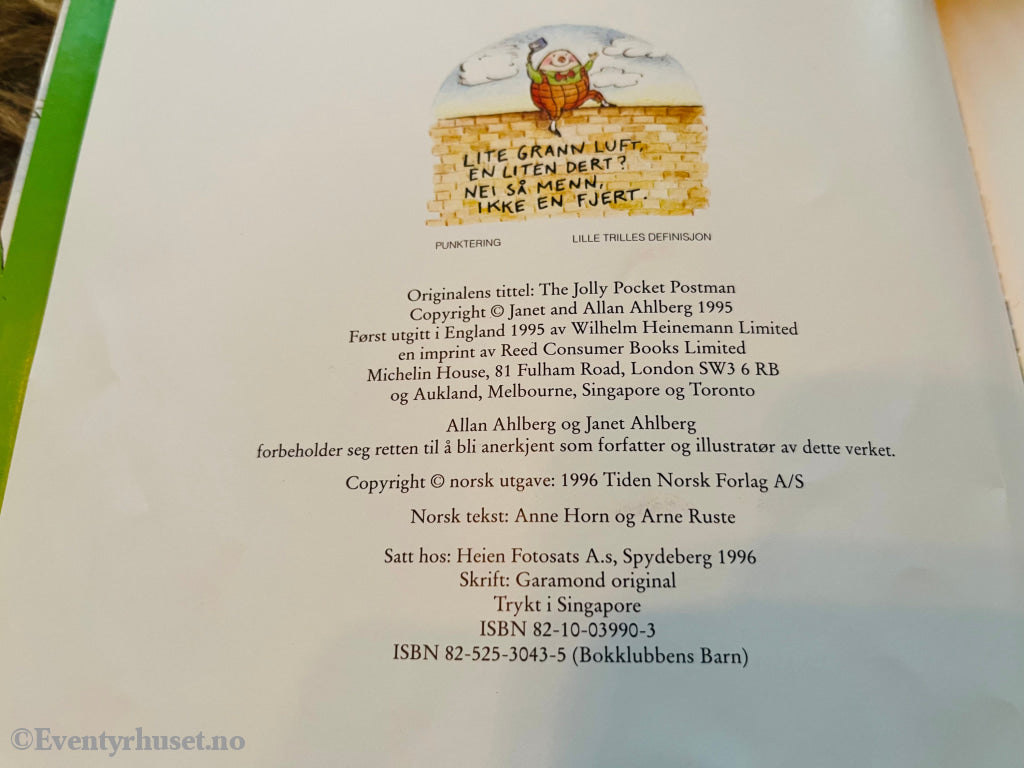 LITE GRANN LUFT,
EN LITEN DERT?
NEI SÅ MENN,
IKKE EN FJERT.
PUNKTERING
LILLE TRILLES DEFINISJON
Originalens tittel: The Jolly Pocket Postman
Copyright © Janet and Allan Ahlberg 1995
Først utgitt i England 1995 av Wilhelm Heinemann Limited
en imprint av Reed Consumer Books Limited
Michelin House, 81 Fulham Road, London SW3 6 RB
og Aukland, Melbourne, Singapore og Toronto
Allan Ahlberg og Janet Ahlberg
forbeholder seg retten til å bli anerkjent som forfatter og illustratør av dette verket.
Copyright © norsk utgave: 1996 Tiden Norsk Forlag A/S
Norsk tekst: Anne Horn og Arne Ruste
Satt hos: Heien Fotosats A.s, Spydeberg 1996
Skrift: Garamond original
Trykt i Singapore
ISBN 82-10-03990-3
ISBN 82-525-3043-5 (Bokklubbens Barn)
©Eventyrhuset.no